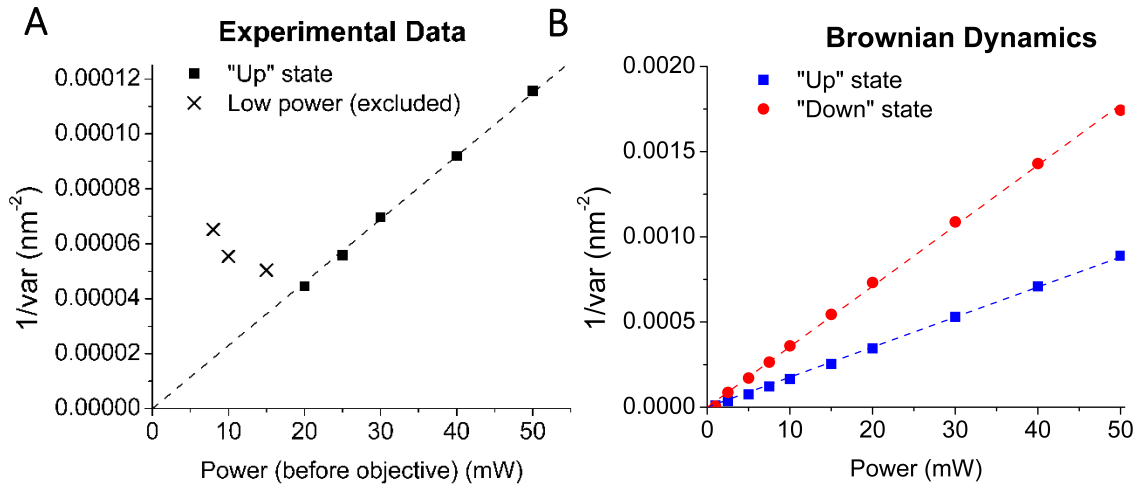 A
Experimental Data
"Up" state
Low power (excluded)
0.00012
0.00010
0.00008
0.00006
0.00004
0.00002
0.00000
1/var (nm⁻²)
0 10 20 30 40 50
Power (before objective) (mW)
B
Brownian Dynamics
"Up" state
"Down" state
0.0020
0.0015
0.0010
0.0005
0.0000
1/var (nm⁻²)
0 10 20 30 40 50
Power (mW)